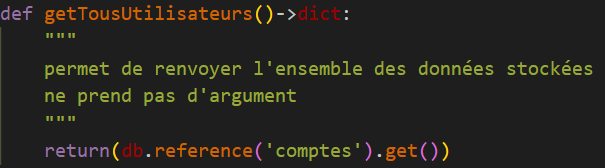 def getTousUtilisateurs()->dict:
    """
    permet de renvoyer l'ensemble des données stockées
    ne prend pas d'argument
    """
    return(db.reference('comptes').get())